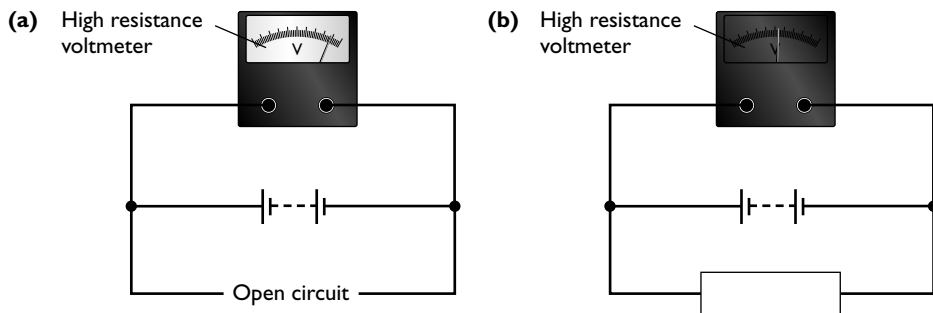 (a) High resistance
voltmeter
V
Open circuit
(b) High resistance
voltmeter
V